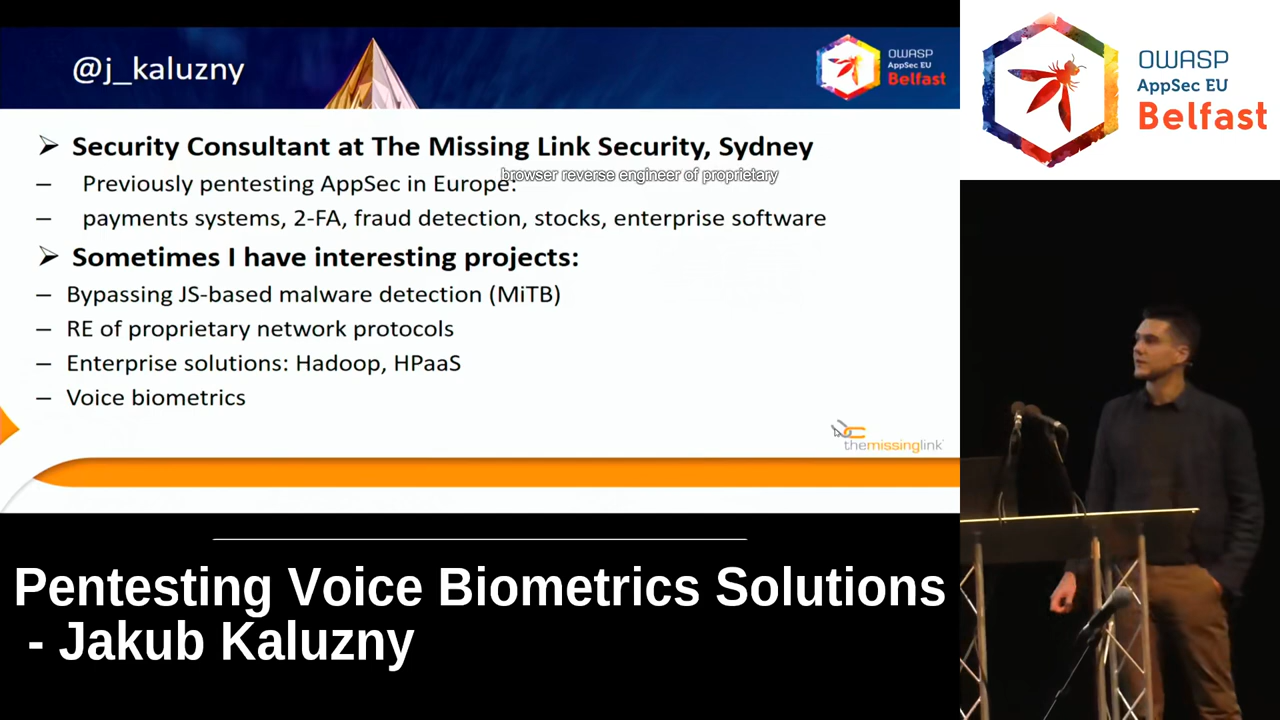 @j_kaluzny
OWASP
AppSec EU
Belfast
Security Consultant at The Missing Link Security, Sydney
– Previously pentesting AppSec in Europe:
browser reverse engineer of proprietary
– payments systems, 2-FA, fraud detection, stocks, enterprise software
Sometimes I have interesting projects:
– Bypassing JS-based malware detection (MiTB)
– RE of proprietary network protocols
– Enterprise solutions: Hadoop, HPaaS
– Voice biometrics
themissinglink
Pentesting Voice Biometrics Solutions
- Jakub Kaluzny
OWASP
AppSec EU
Belfast